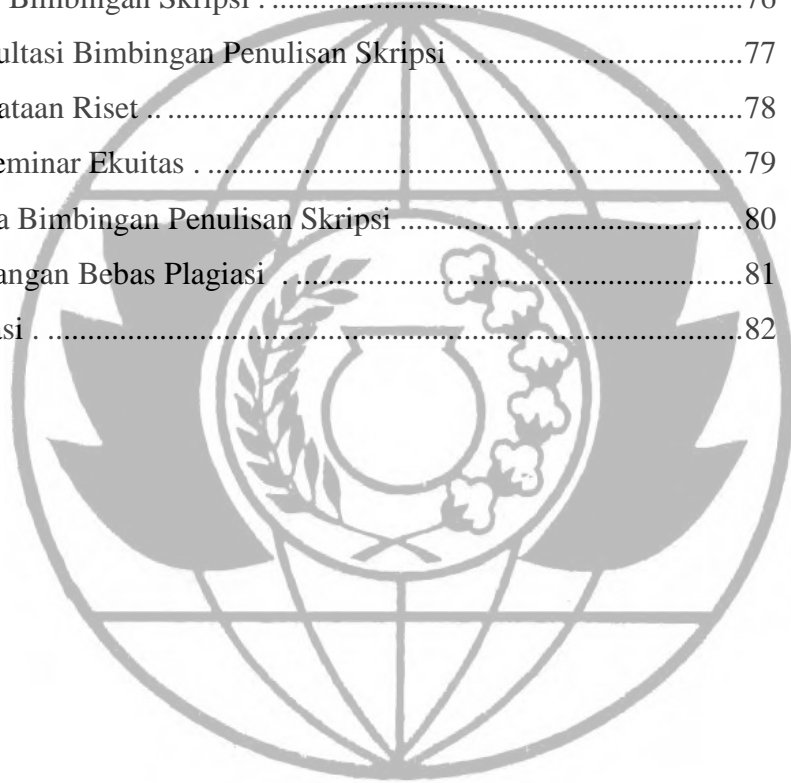 Bimbingan Skripsi . ................................................................76
ultasi Bimbingan Penulisan Skripsi .......................................77
ataan Riset .. ...............................................................................78
eminar Ekuitas . .........................................................................79
a Bimbingan Penulisan Skripsi ...............................................80
angan Bebas Plagiasi . ..............................................................81
asi . ..............................................................................................82